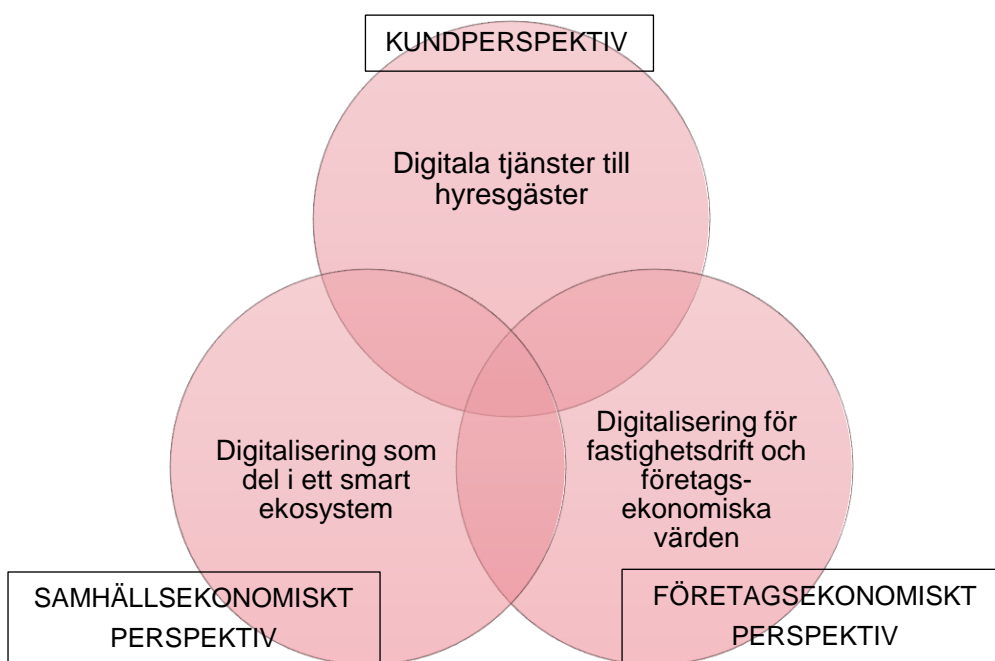 KUNDPERSPEKTIV
Digitala tjänster till
hyresgäster
Digitalisering som
del i ett smart
ekosystem
Digitalisering för
fastighetsdrift och
företags-
ekonomiska
värden
SAMHÄLLSEKONOMISKT
PERSPEKTIV
FÖRETAGSEKONOMISKT
PERSPEKTIV